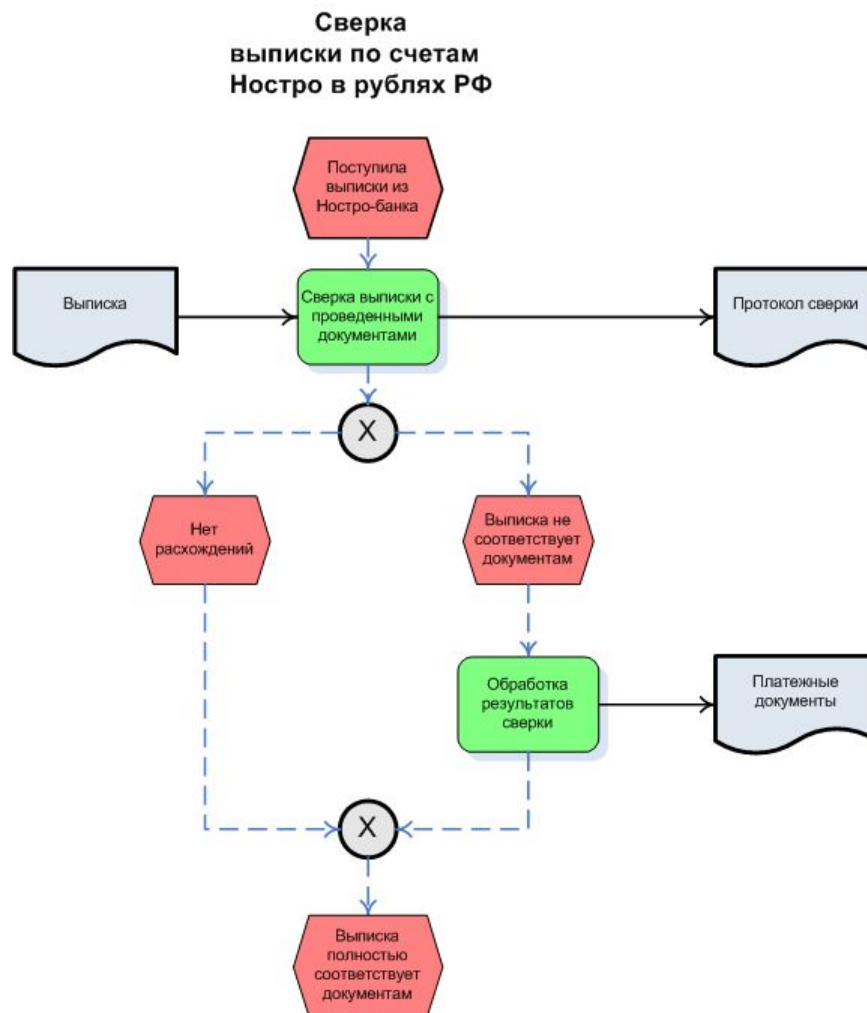 Сверка
выписки по счетам
Ностро в рублях РФ
Поступила
выписки из
Ностро-банка
Выписка
Сверка выписки с
проведенными
документами
Протокол сверки
X
Нет
расхождений
Выписка не
соответствует
документам
Обработка
результатов
сверки
Платежные
документы
X
Выписка
полностью
соответствует
документам